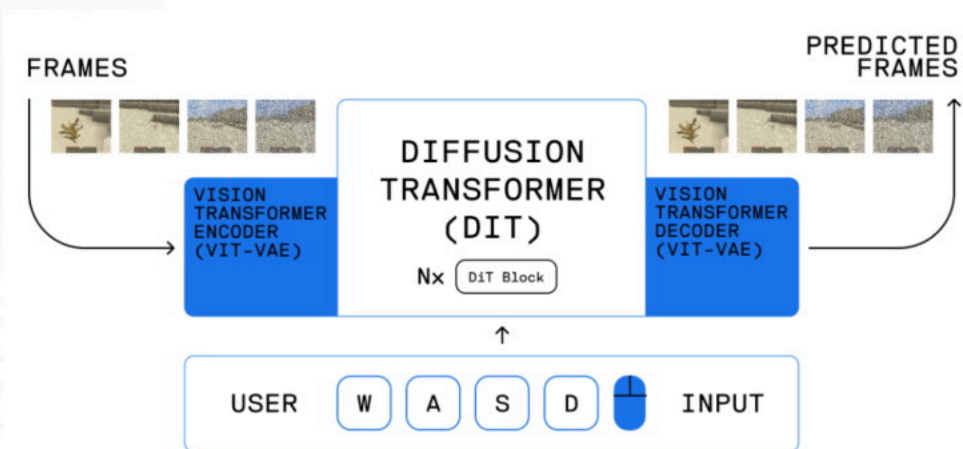 FRAMES
PREDICTED
FRAMES
VISION
TRANSFORMER
ENCODER
(VIT-VAE)
DIFFUSION
TRANSFORMER
(DIT)
Nx DiT Block
VISION
TRANSFORMER
DECODER
(VIT-VAE)
USER W A S D INPUT